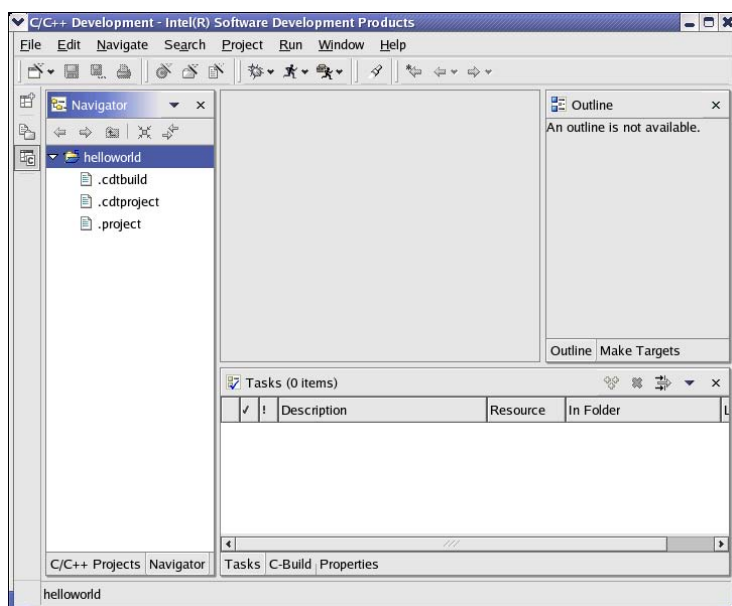 C/C++ Development - Intel(R) Software Development Products
File Edit Navigate Search Project Run Window Help
Navigator
helloworld
.cdtbuild
.cdtproject
.project
C/C++ Projects Navigator
Outline
An outline is not available.
Outline Make Targets
Tasks (0 items)
✓ ! Description Resource In Folder L
Tasks C-Build Properties
helloworld